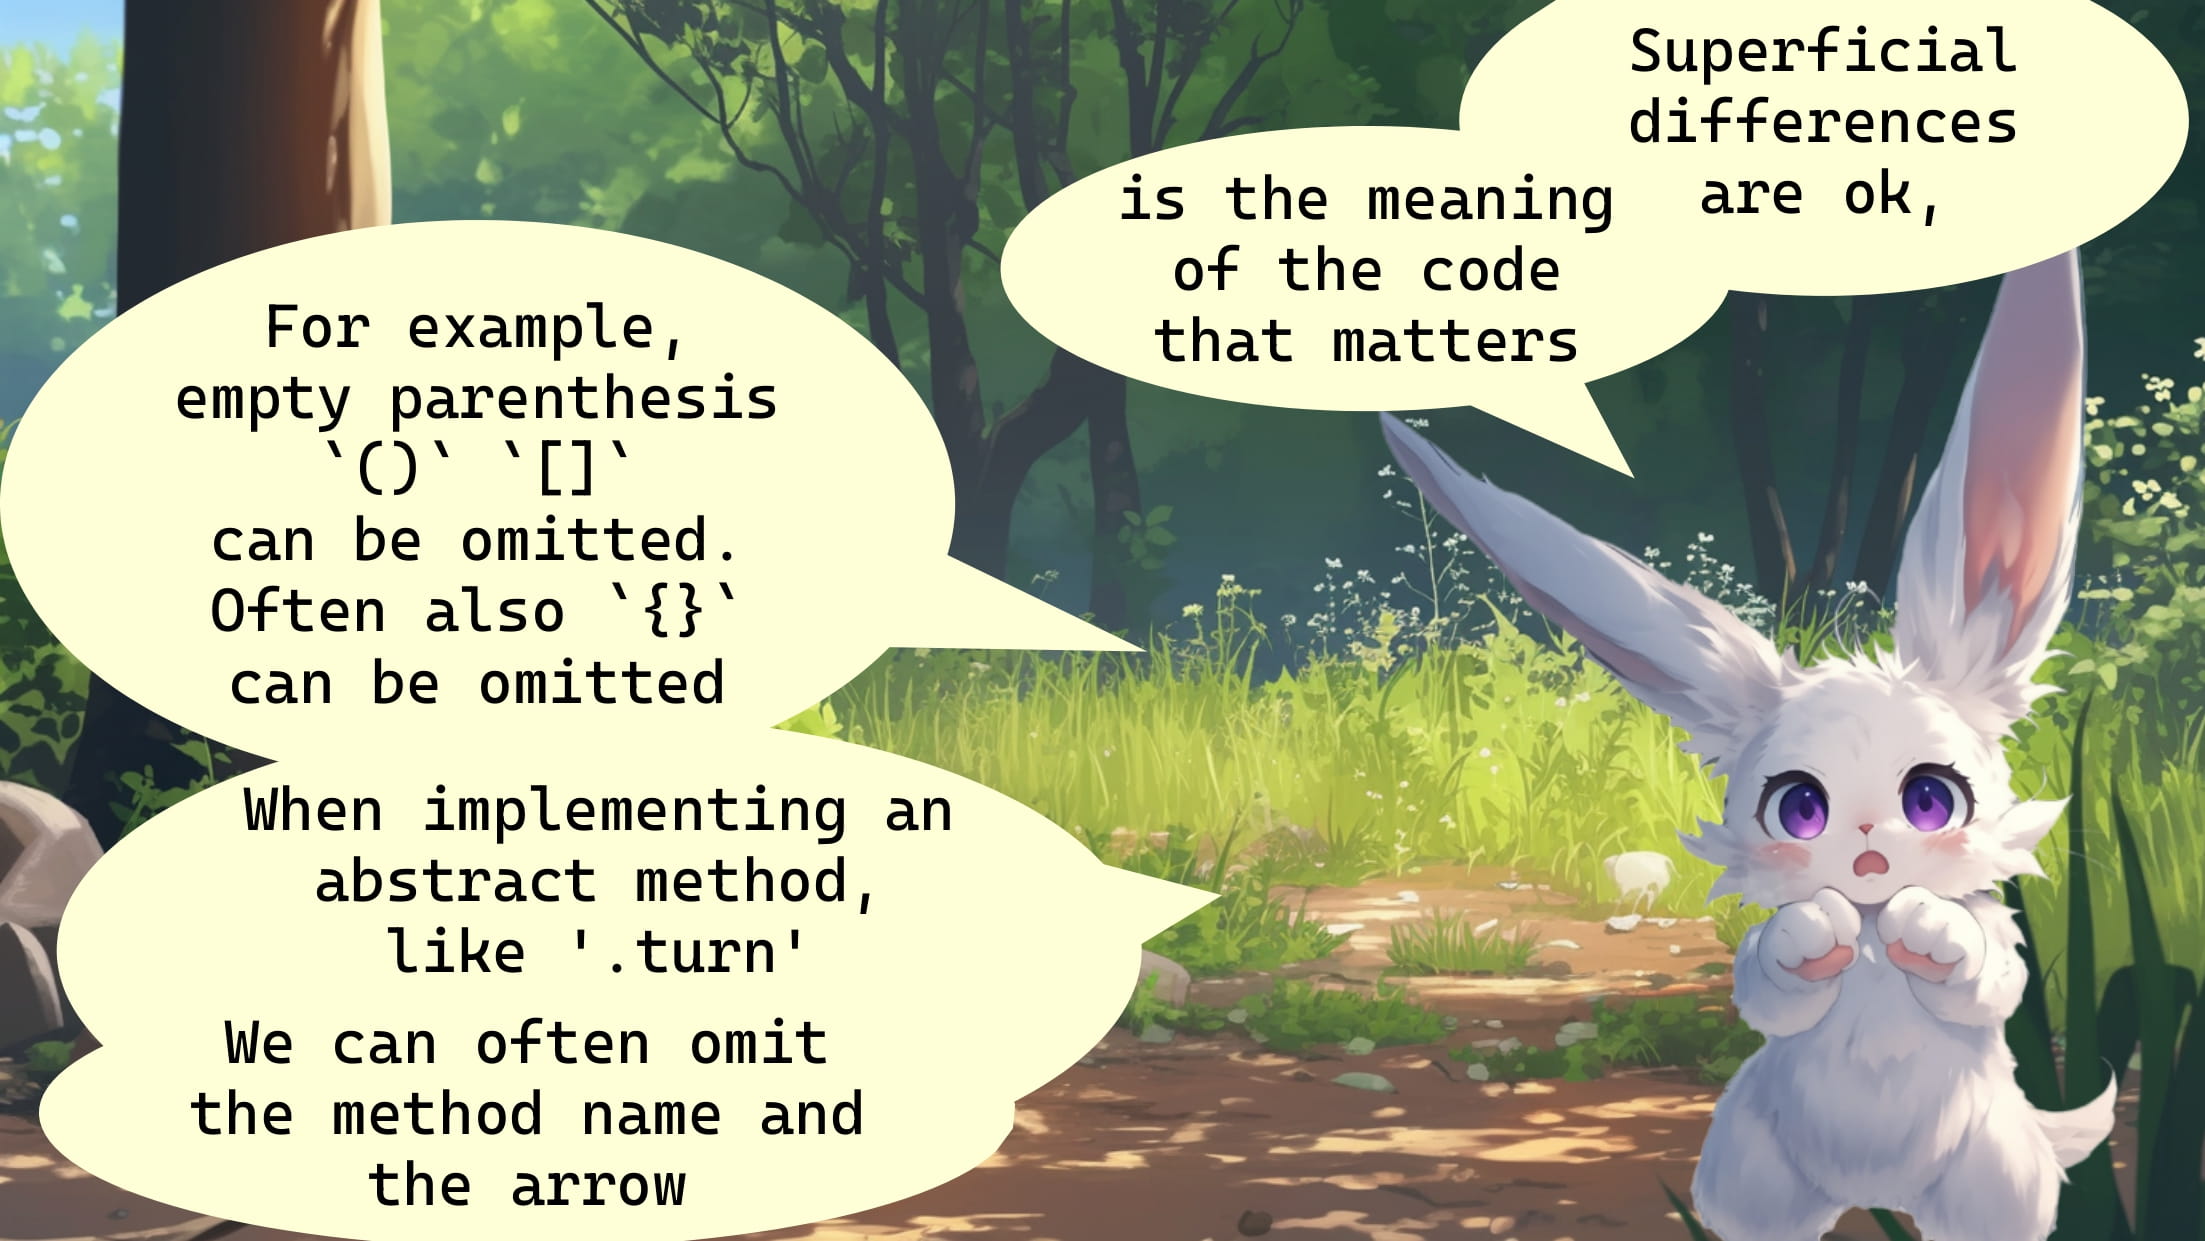 Superficial
differences
are ok,
is the meaning
of the code
that matters
For example,
empty parenthesis
`()` `[]`
can be omitted.
Often also `{}`
can be omitted
When implementing an
abstract method,
like '.turn'
We can often omit
the method name and
the arrow